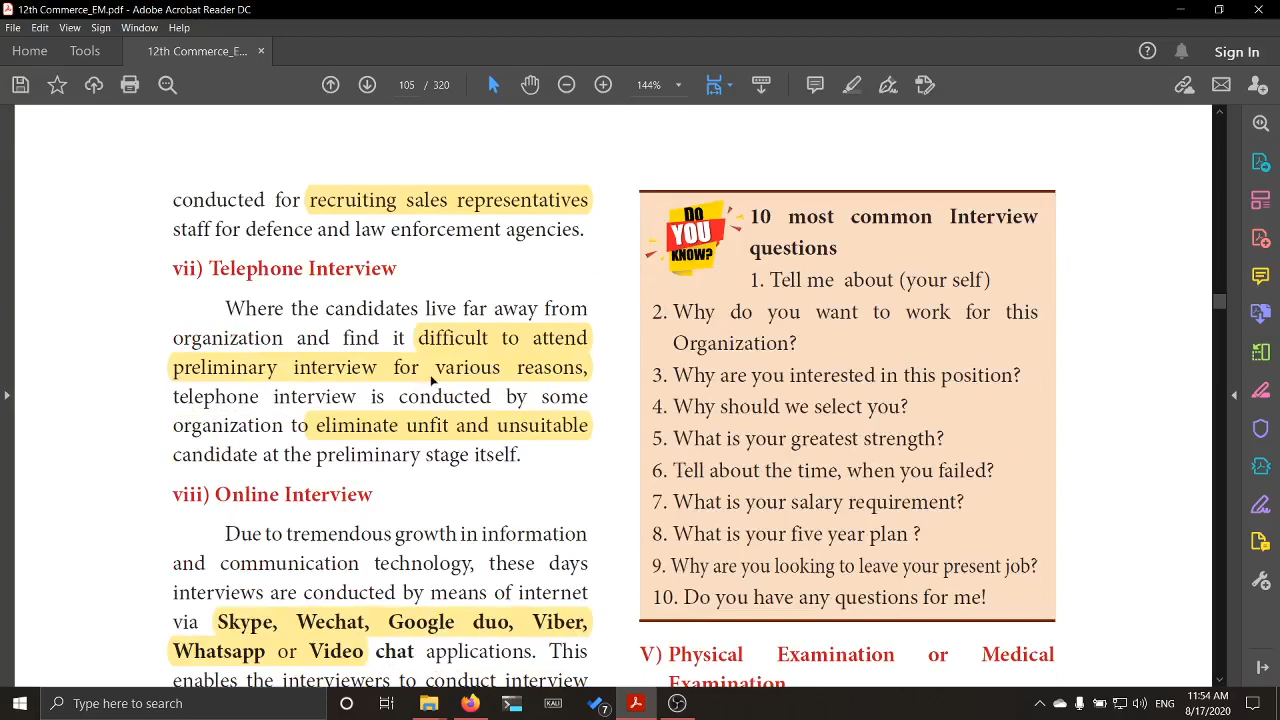 12th Commerce_EM.pdf - Adobe Acrobat Reader DC
File Edit View Sign Window Help
Home Tools 12th Commerce_E... × Sign In
105 / 320 144%
conducted for recruiting sales representatives
staff for defence and law enforcement agencies.
vii) Telephone Interview
Where the candidates live far away from
organization and find it difficult to attend
preliminary interview for various reasons,
telephone interview is conducted by some
organization to eliminate unfit and unsuitable
candidate at the preliminary stage itself.
viii) Online Interview
Due to tremendous growth in information
and communication technology, these days
interviews are conducted by means of internet
via Skype, Wechat, Google duo, Viber,
Whatsapp or Video chat applications. This
enables the interviewers to conduct interview
DO
YOU
KNOW?
10 most common Interview
questions
1. Tell me about (your self)
2. Why do you want to work for this
Organization?
3. Why are you interested in this position?
4. Why should we select you?
5. What is your greatest strength?
6. Tell about the time, when you failed?
7. What is your salary requirement?
8. What is your five year plan ?
9. Why are you looking to leave your present job?
10. Do you have any questions for me!
V) Physical Examination or Medical
Examination
Type here to search
KALI
7
11:54 AM
8/17/2020